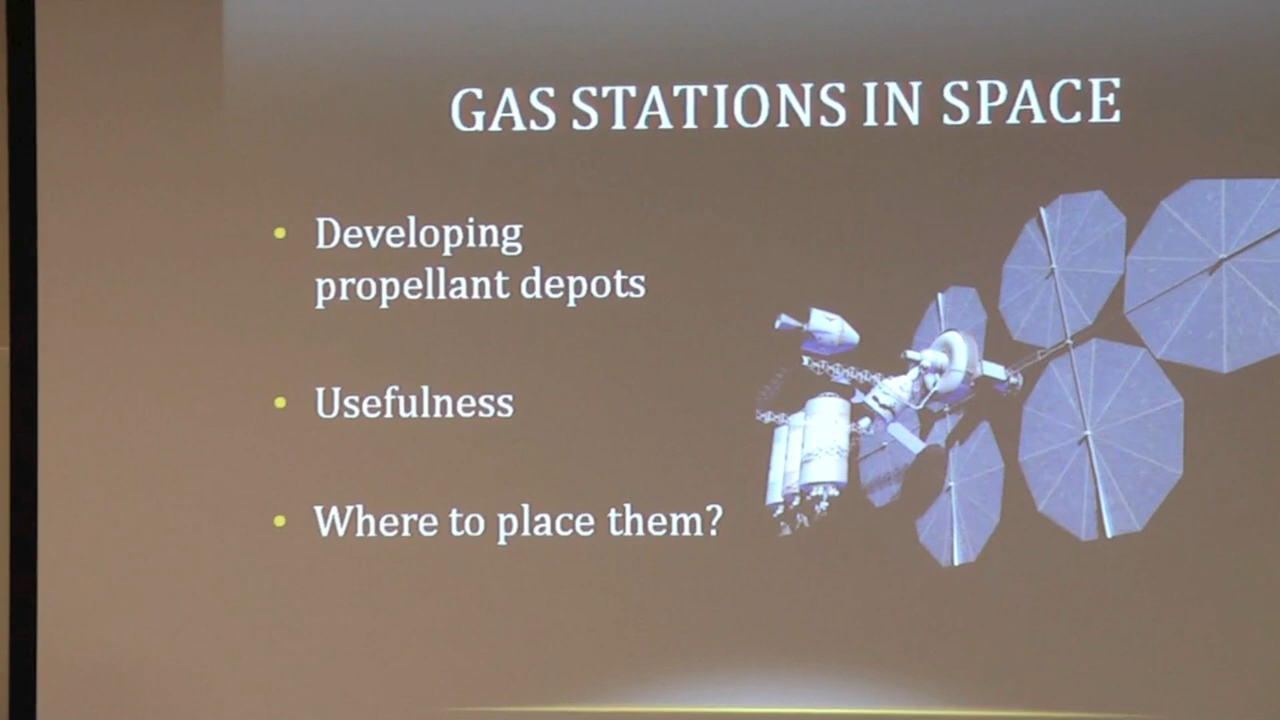 GAS STATIONS IN SPACE
• Developing
propellant depots
• Usefulness
• Where to place them?